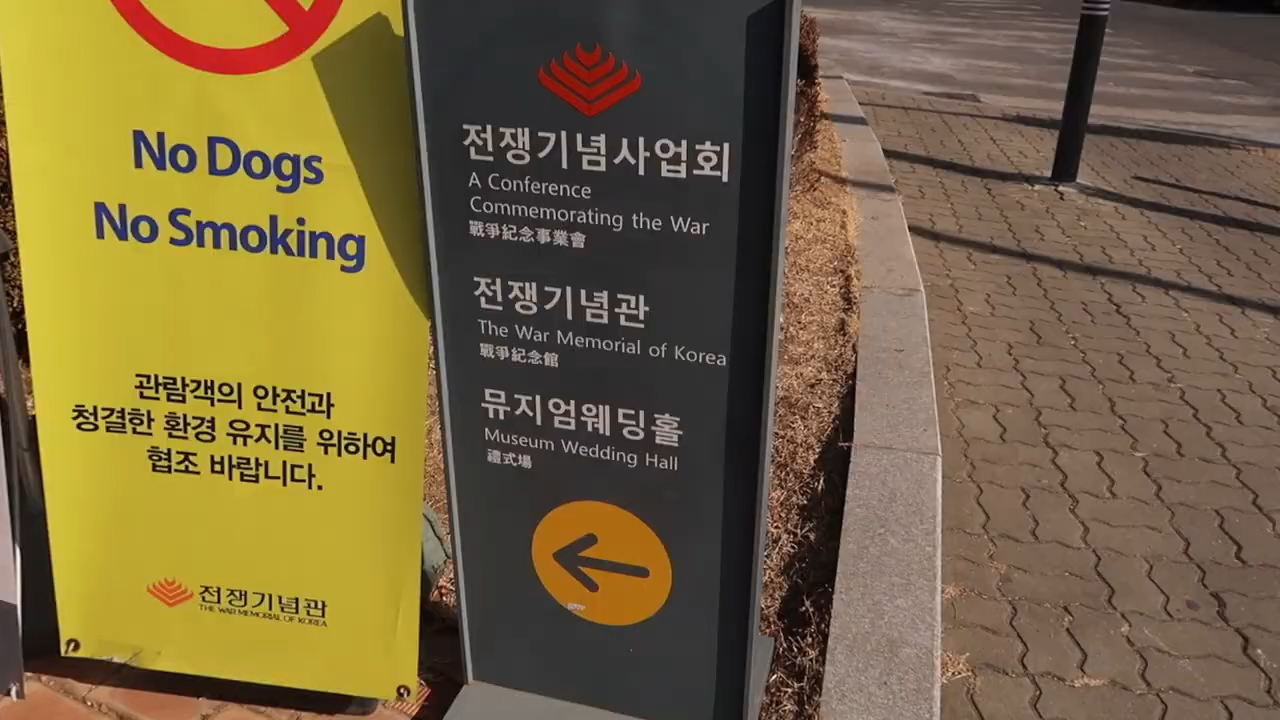 No Dogs
No Smoking
관람객의 안전과
청결한 환경 유지를 위하여
협조 바랍니다.
전쟁기념관
THE WAR MEMORIAL OF KOREA
전쟁기념사업회
A Conference
Commemorating the War
戰爭紀念事業會
전쟁기념관
The War Memorial of Korea
戰爭紀念館
뮤지엄웨딩홀
Museum Wedding Hall
禮式場